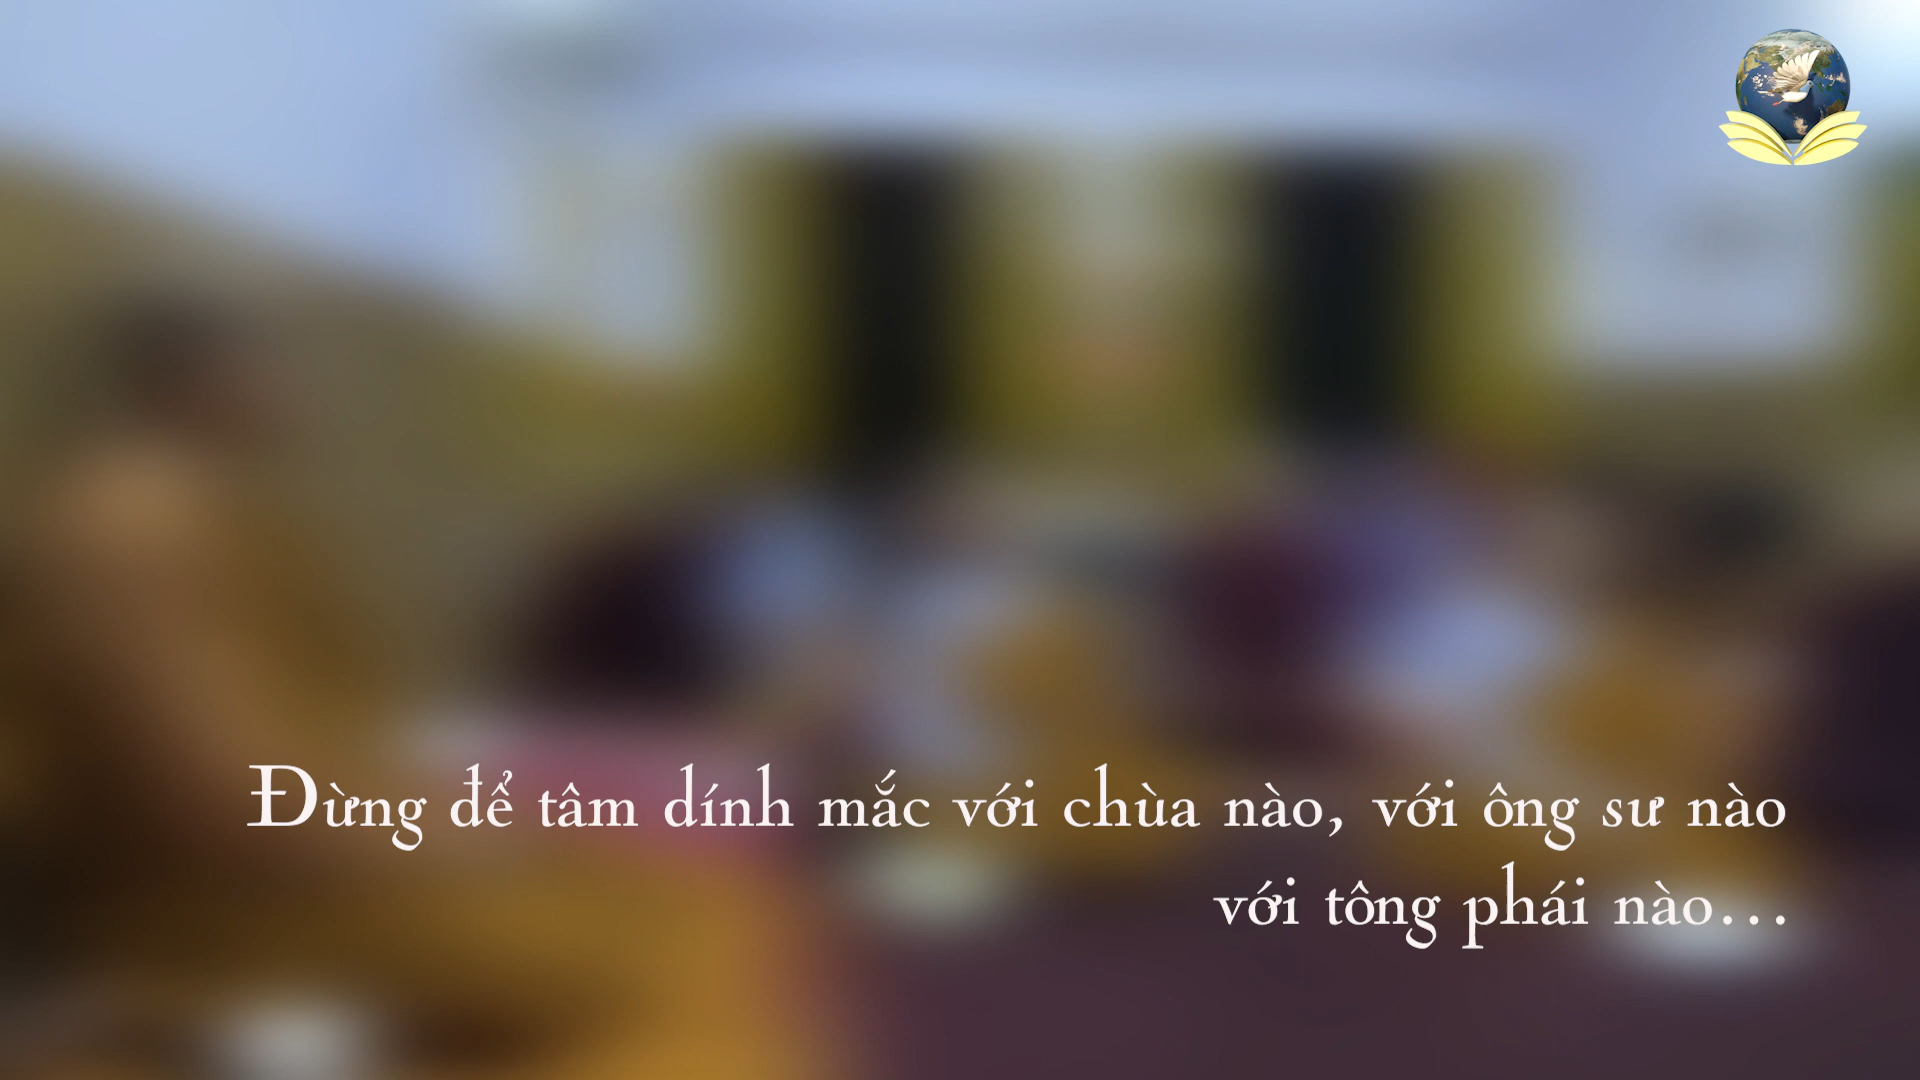 Đừng để tâm dính mắc với chùa nào, với ông sư nào
với tông phái nào...